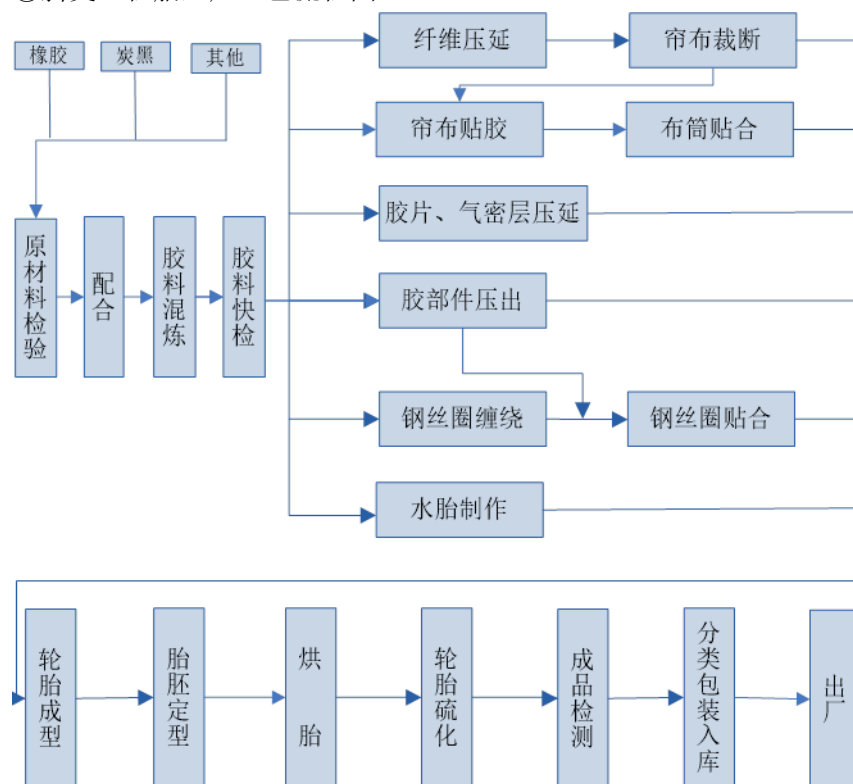 橡胶
炭黑
其他
纤维压延
帘布裁断
帘布贴胶
布筒贴合
胶片、气密层压延
原材料检验
配合
胶料混炼
胶料快检
胶部件压出
钢丝圈缠绕
钢丝圈贴合
水胎制作
轮胎成型
胎胚定型
烘胎
轮胎硫化
成品检测
分类包装入库
出厂